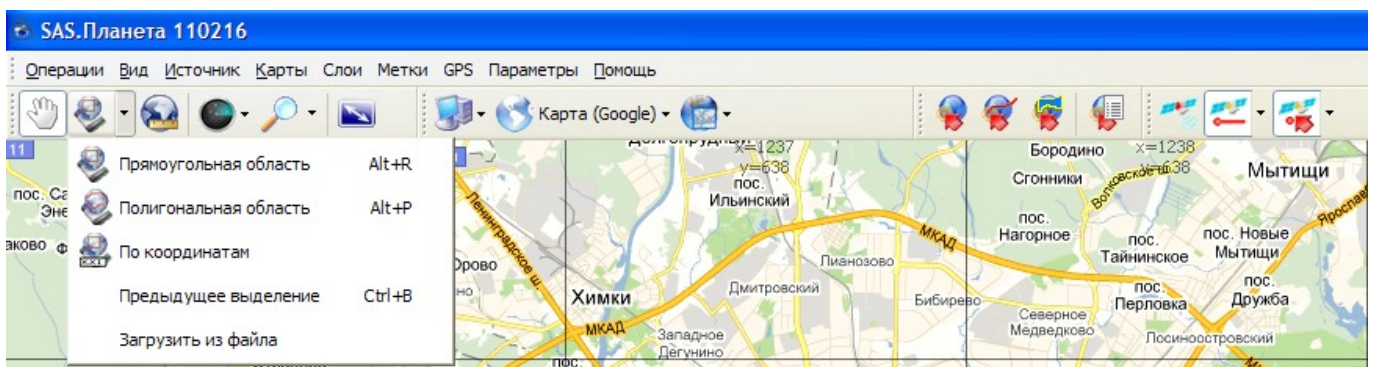 SAS.Планета 110216
Операции Вид Источник Карты Слои Метки GPS Параметры Помощь
Карта (Google)
11
Прямоугольная область Alt+R
Полигональная область Alt+P
По координатам
Предыдущее выделение Ctrl+B
Загрузить из файла
x=1237
y=638
x=1238
y=638
Бородино
Сгонники
Мытищи
пос.
Ильинский
Ленинградское ш.
МКАД
пос.
Нагорное
пос.
Тайнинское
пос. Новые
Мытищи
Лианозово
Химки
Дмитровский
Бибирево
пос.
Перловка
пос.
Дружба
Северное
Медведково
Лосиноостровский
МКАД
Западное
Дегунино
пос.